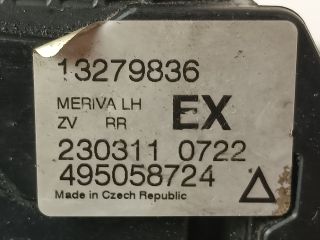 13279836
MERIVA LH
ZV RR EX
230311 0722
495058724
Made in Czech Republic